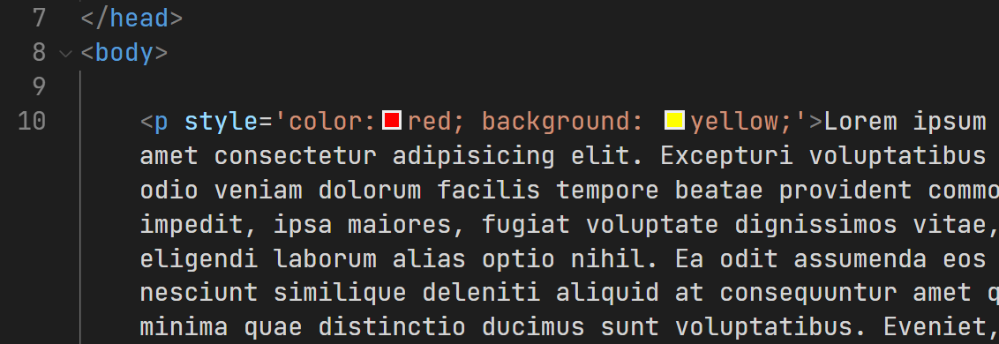 7 </head>
8 <body>
9
10 <p style='color:red; background: yellow;'>Lorem ipsum
amet consectetur adipisicing elit. Excepturi voluptatibus
odio veniam dolorum facilis tempore beatae provident commo
impedit, ipsa maiores, fugiat voluptate dignissimos vitae,
eligendi laborum alias optio nihil. Ea odit assumenda eos
nesciunt similique deleniti aliquid at consequuntur amet q
minima quae distinctio ducimus sunt voluptatibus. Eveniet,